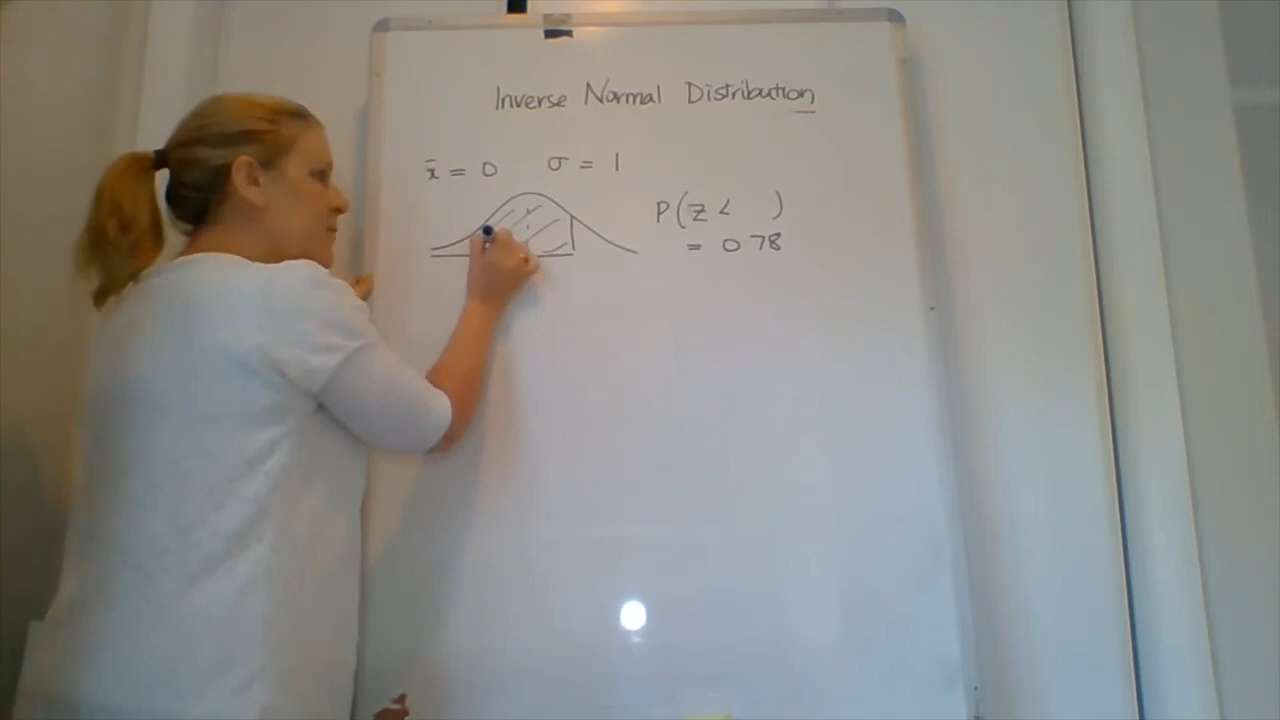 Inverse Normal Distribution
x̄ = 0 σ = 1
P(z < )
= 0.78